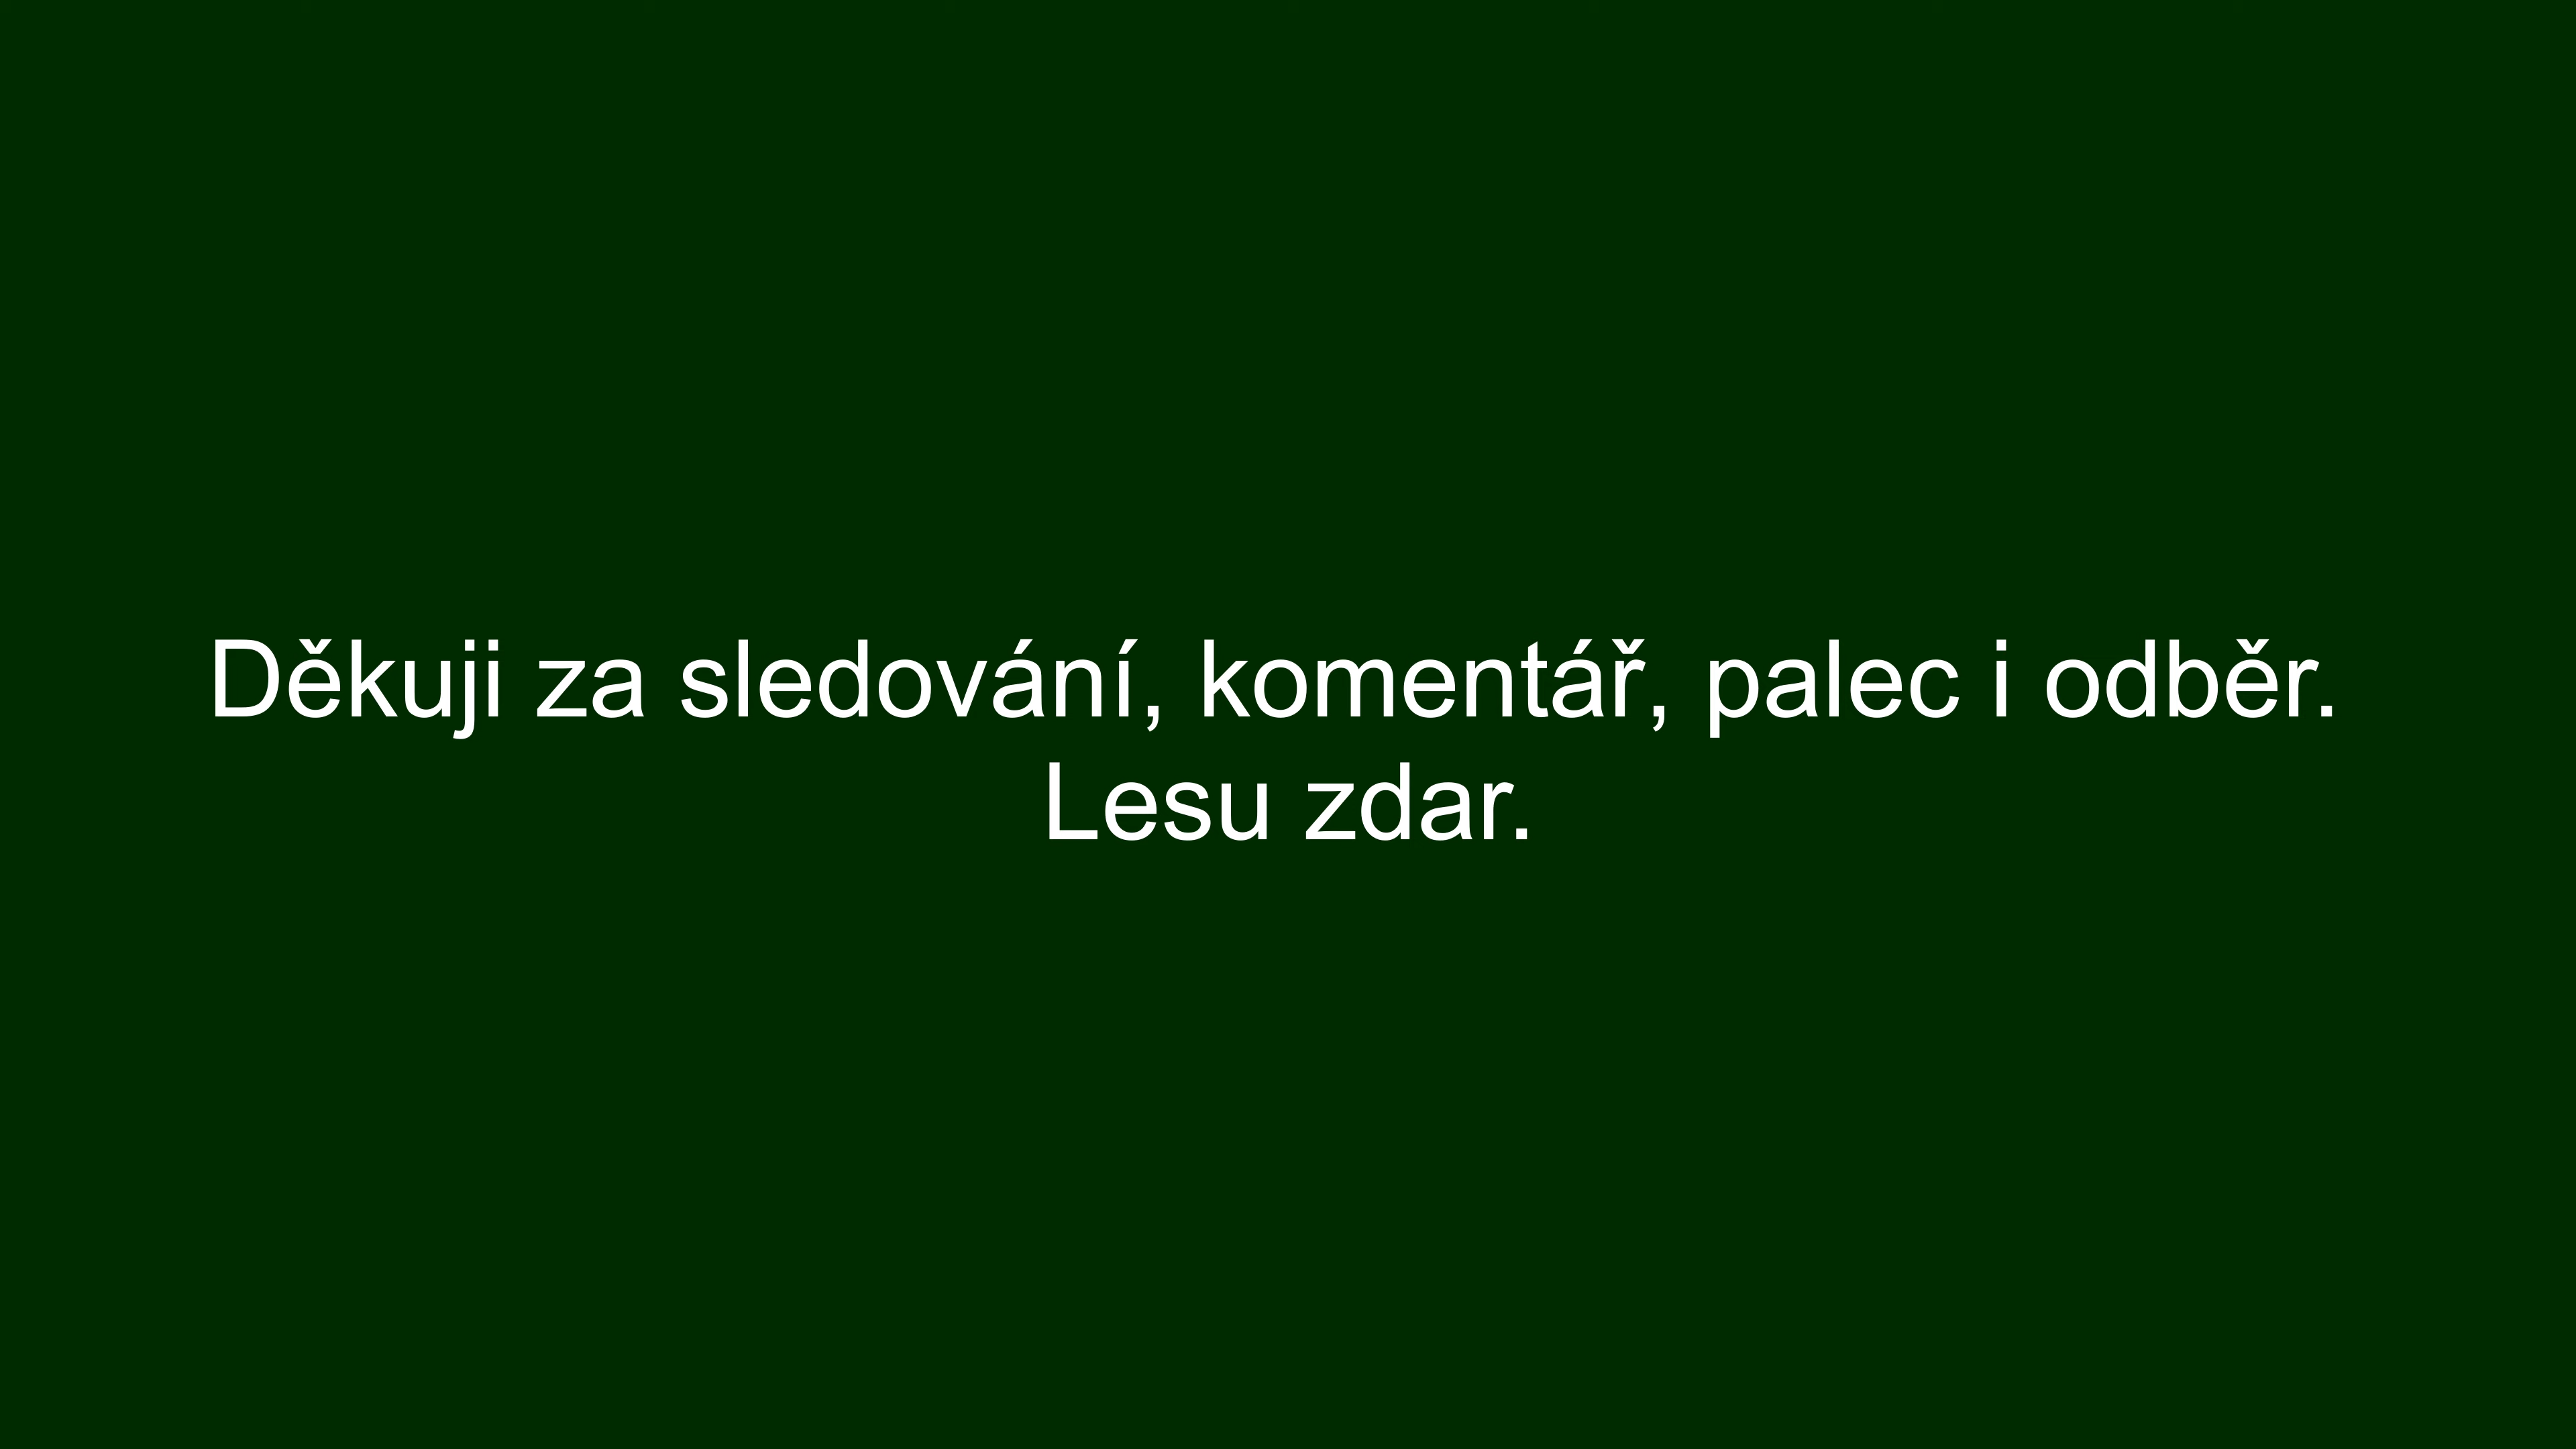 Děkuji za sledování, komentář, palec i odběr.
Lesu zdar.